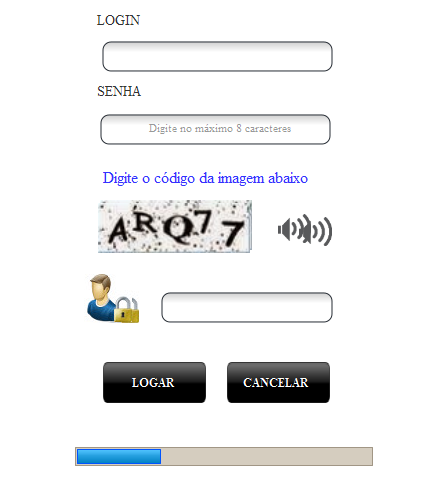 LOGIN
SENHA
Digite no máximo 8 caracteres
Digite o código da imagem abaixo
ARQ77
LOGAR
CANCELAR